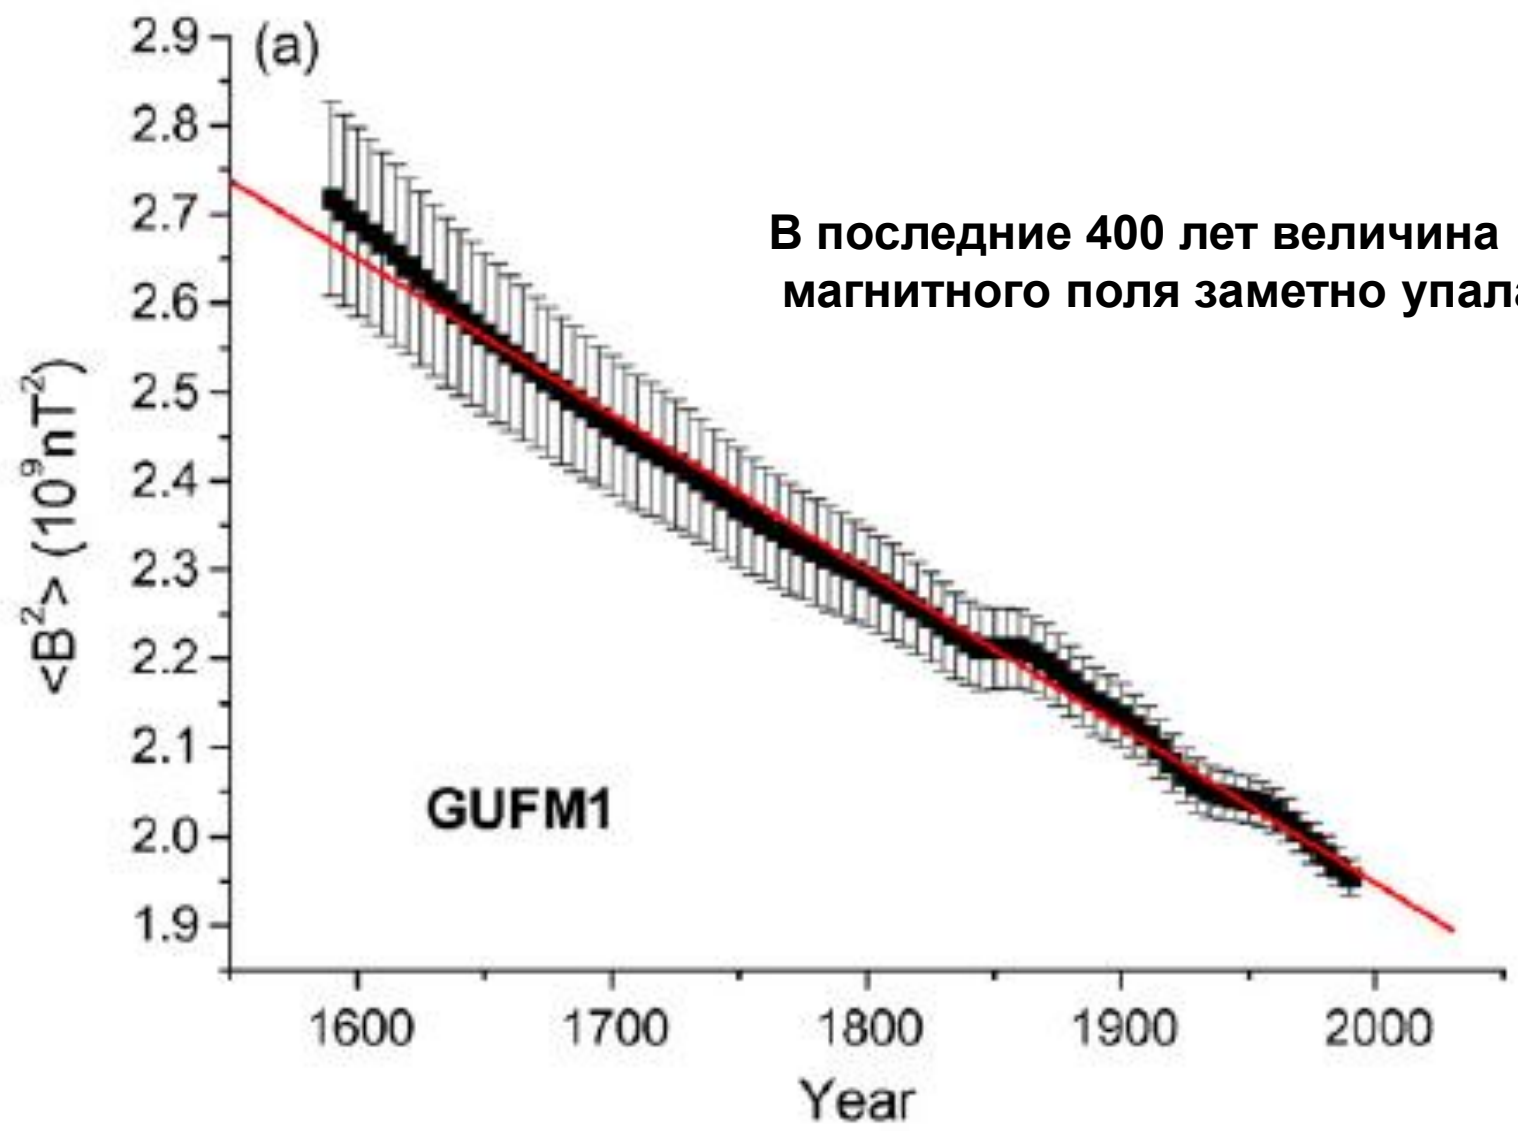 (a)
2.9
2.8
2.7
2.6
2.5
2.4
2.3
2.2
2.1
2.0
1.9
<B²> (10⁹nT²)
В последние 400 лет величина
магнитного поля заметно упала
GUFM1
1600 1700 1800 1900 2000
Year